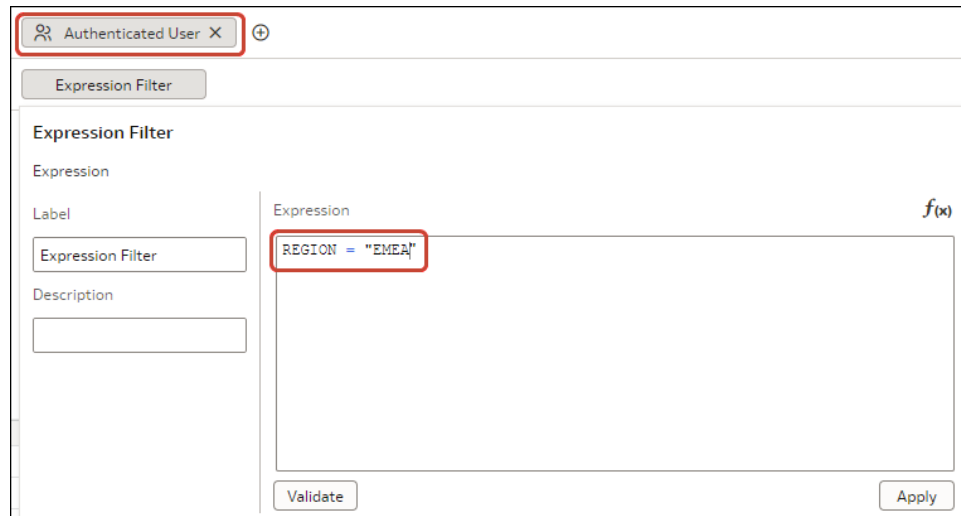 Authenticated User
Expression Filter
Expression Filter
Expression
Label
Expression
f(x)
Expression Filter
REGION = "EMEA"
Description
Validate
Apply